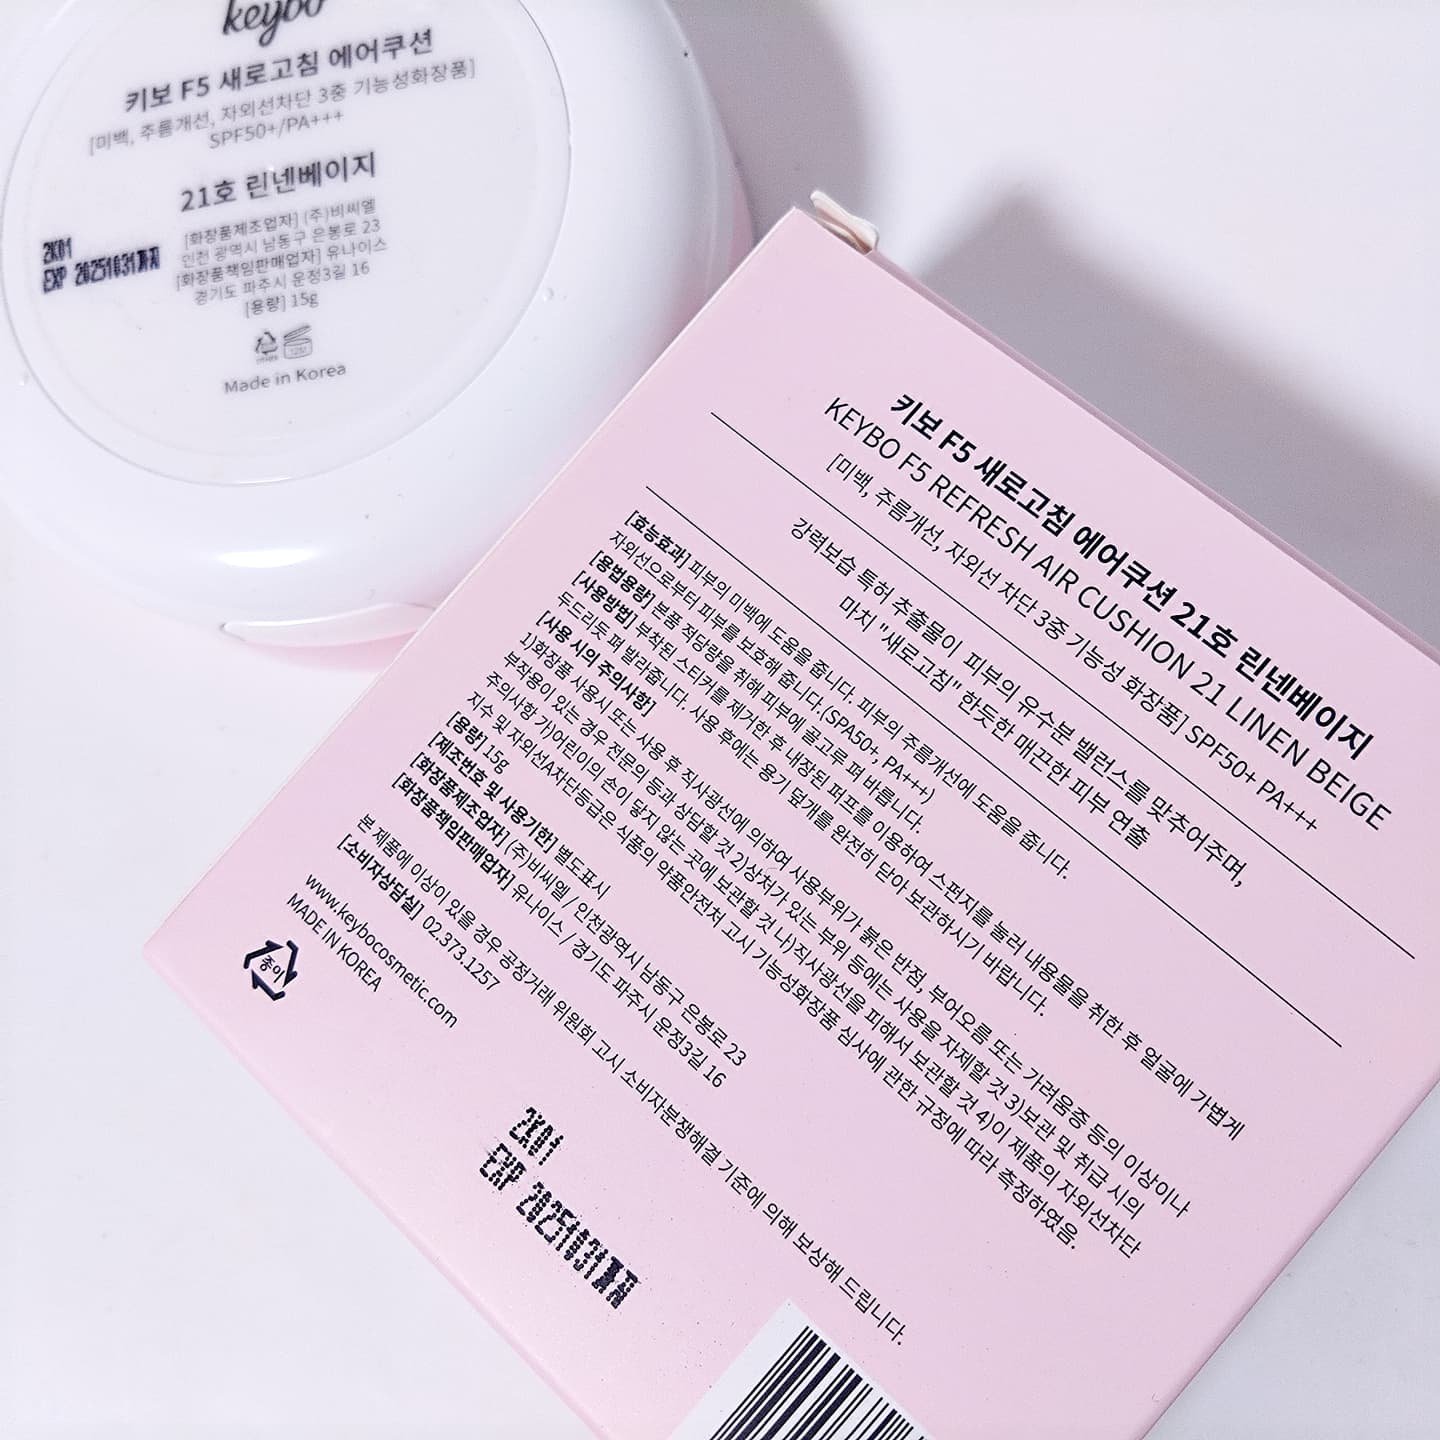 keybo
키보 F5 새로고침 에어쿠션
[미백, 주름개선, 자외선차단 3중 기능성화장품]
SPF50+/PA+++
21호 린넨베이지
[화장품제조업자] (주)비씨엘
인천 광역시 남동구 은봉로 23
[화장품책임판매업자] 유나이스
경기도 파주시 운정3길 16
[용량] 15g
2K01
EXP 20251031까지
12M
Made in Korea
키보 F5 새로고침 에어쿠션 21호 린넨베이지
KEYBO F5 REFRESH AIR CUSHION 21 LINEN BEIGE
[미백, 주름개선, 자외선 차단 3중 기능성 화장품] SPF50+ PA+++
강력보습 특허 추출물이 피부의 유수분 밸런스를 맞추어주며,
마치 "새로고침" 한듯한 매끈한 피부 연출
[효능효과] 피부의 미백에 도움을 줍니다. 피부의 주름개선에 도움을 줍니다.
자외선으로부터 피부를 보호해 줍니다.(SPA50+, PA+++)
[용법용량] 본품 적당량을 취해 피부에 골고루 펴 바릅니다.
[사용방법] 부착된 스티커를 제거한 후 내장된 퍼프를 이용하여 스펀지를 눌러 내용물을 취한 후 얼굴에 가볍게
두드리듯 펴 발라줍니다. 사용 후에는 용기 덮개를 완전히 닫아 보관하시기 바랍니다.
[사용 시의 주의사항]
1)화장품 사용시 또는 사용 후 직사광선에 의하여 사용부위가 붉은 반점, 부어오름 또는 가려움증 등의 이상이나
부작용이 있는 경우 전문의 등과 상담할 것 2)상처가 있는 부위 등에는 사용을 자제할 것 3)보관 및 취급 시의
주의사항 가)어린이의 손이 닿지 않는 곳에 보관할 것 나)직사광선을 피해서 보관할 것 4)이 제품의 자외선차단
지수 및 자외선A차단등급은 식품의약품안전처 고시 기능성화장품 심사에 관한 규정에 따라 측정하였음.
[용량] 15g
[제조번호 및 사용기한] 별도표시
[화장품제조업자] (주)비씨엘 / 인천광역시 남동구 은봉로 23
[화장품책임판매업자] 유나이스 / 경기도 파주시 운정3길 16
본 제품에 이상이 있을 경우 공정거래 위원회 고시 소비자분쟁해결 기준에 의해 보상해 드립니다.
[소비자상담실] 02.373.1257
www.keybocosmetic.com
MADE IN KOREA
종이
2K01
EXP 20251031까지